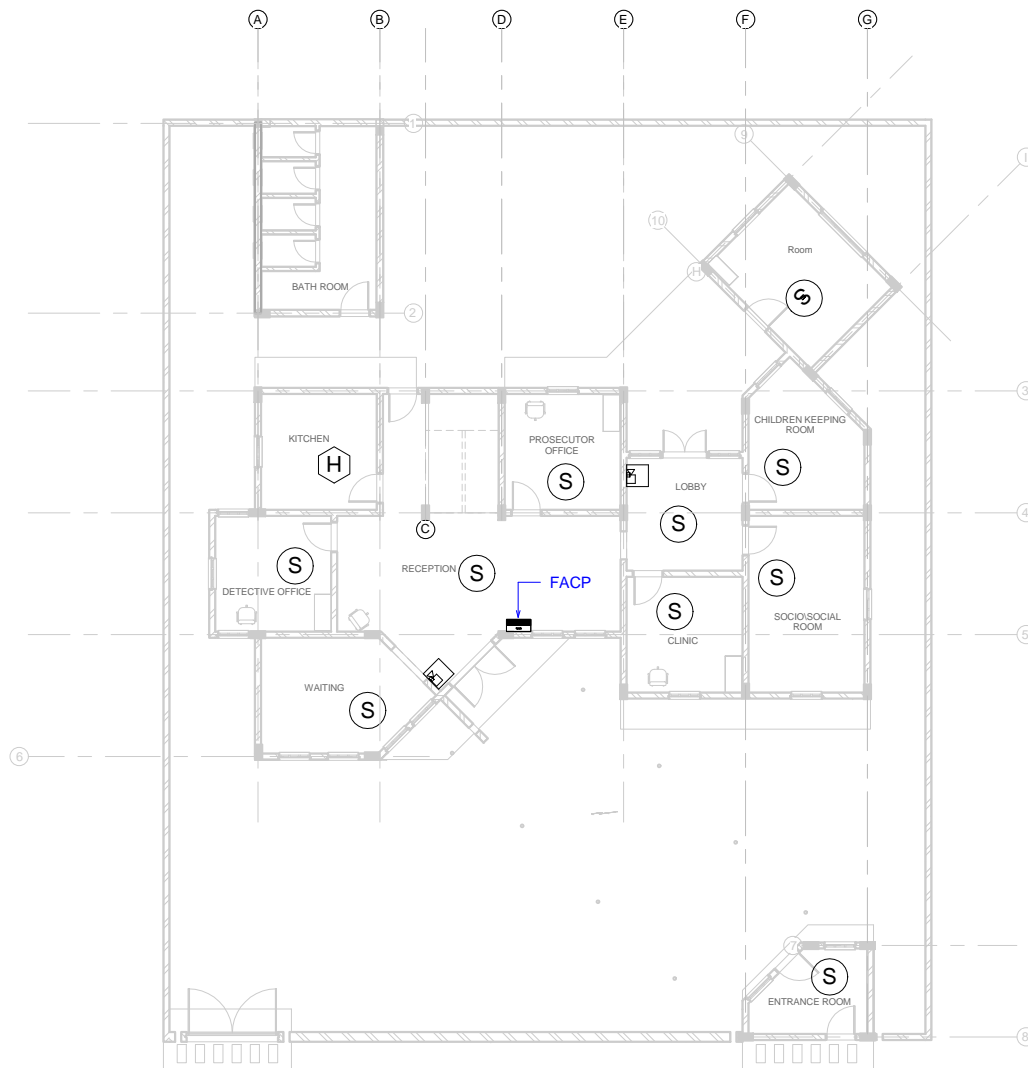 A
B
D
E
F
G
1
9
I
10
Room
H
S
BATH ROOM
2
3
CHILDREN KEEPING
ROOM
KITCHEN
PROSECUTOR
OFFICE
H
S
S
LOBBY
4
S
C
RECEPTION
S
S
FACP
S
DETECTIVE OFFICE
S
SOCIO\SOCIAL
ROOM
5
CLINIC
WAITING
S
6
7
S
ENTRANCE ROOM
8